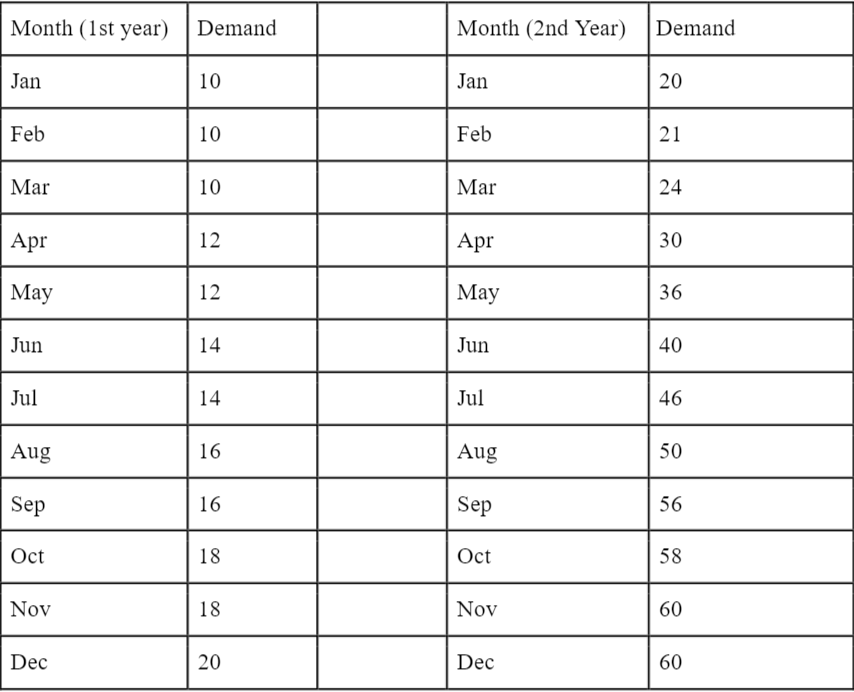 Month (1st year) Demand Month (2nd Year) Demand
Jan 10 Jan 20
Feb 10 Feb 21
Mar 10 Mar 24
Apr 12 Apr 30
May 12 May 36
Jun 14 Jun 40
Jul 14 Jul 46
Aug 16 Aug 50
Sep 16 Sep 56
Oct 18 Oct 58
Nov 18 Nov 60
Dec 20 Dec 60